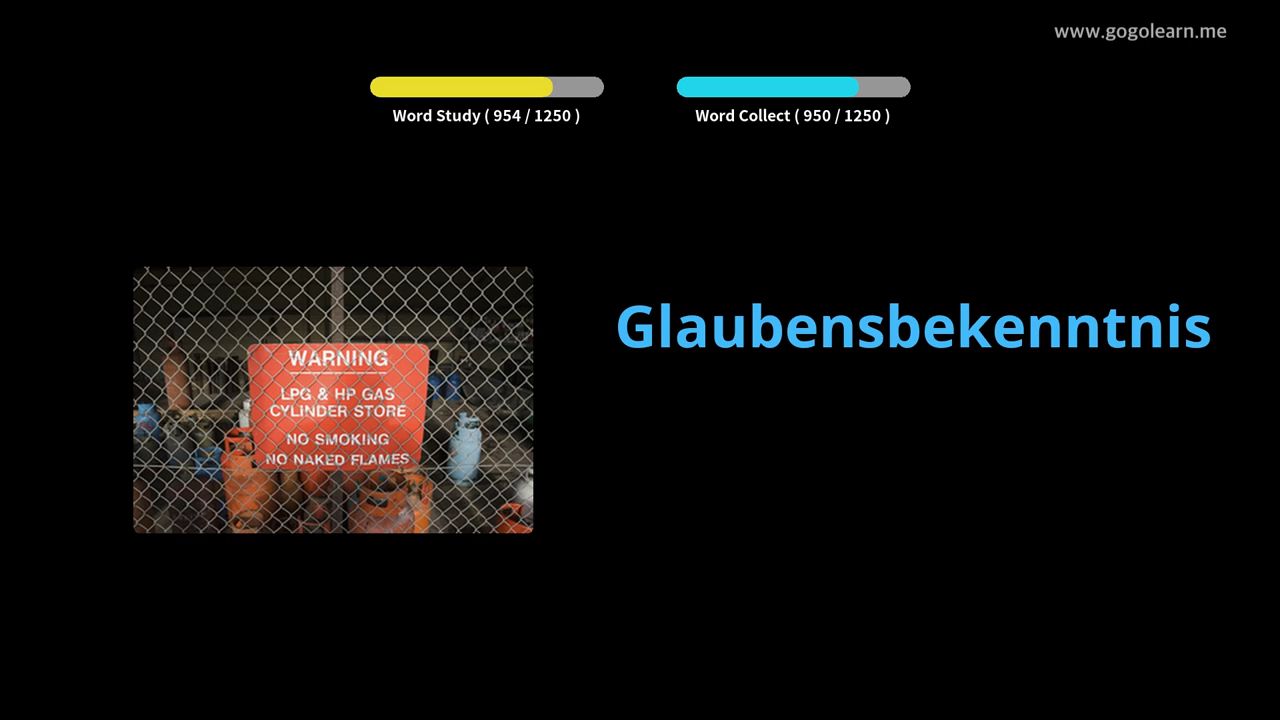 www.gogolearn.me
Word Study ( 954 / 1250 )
Word Collect ( 950 / 1250 )
Glaubensbekenntnis
WARNING
LPG & HP GAS
CYLINDER STORE
NO SMOKING
NO NAKED FLAMES